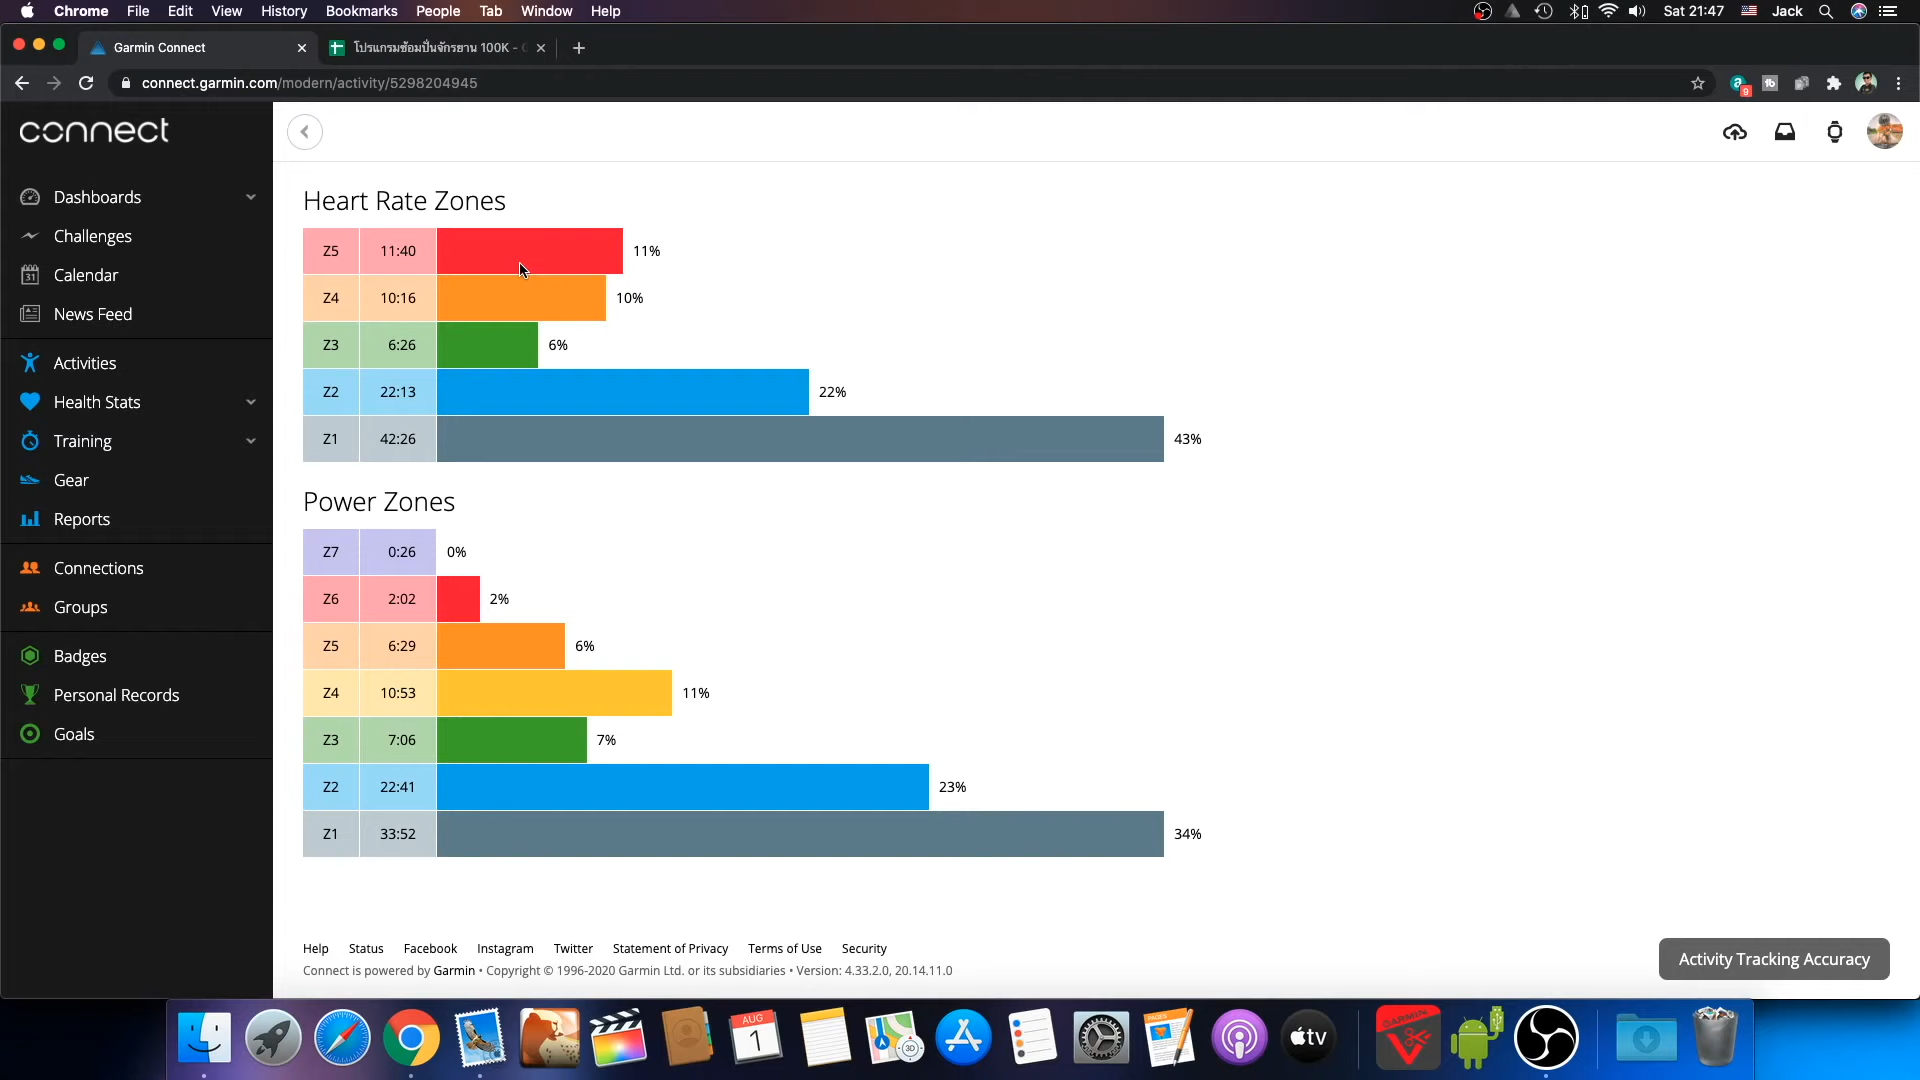 Chrome File Edit View History Bookmarks People Tab Window Help Sat 21:47 Jack
Garmin Connect
โปรแกรมซ้อมปั่นจักรยาน 100K -
connect.garmin.com/modern/activity/5298204945
9
connect
Dashboards
Challenges
31 Calendar
News Feed
Activities
Health Stats
Training
Gear
Reports
Connections
Groups
Badges
Personal Records
Goals
Heart Rate Zones
Z5 11:40 11%
Z4 10:16 10%
Z3 6:26 6%
Z2 22:13 22%
Z1 42:26 43%
Power Zones
Z7 0:26 0%
Z6 2:02 2%
Z5 6:29 6%
Z4 10:53 11%
Z3 7:06 7%
Z2 22:41 23%
Z1 33:52 34%
Help Status Facebook Instagram Twitter Statement of Privacy Terms of Use Security
Connect is powered by Garmin • Copyright © 1996-2020 Garmin Ltd. or its subsidiaries • Version: 4.33.2.0, 20.14.11.0
Activity Tracking Accuracy
AUG
1
3D
PAGES
tv
GARMIN